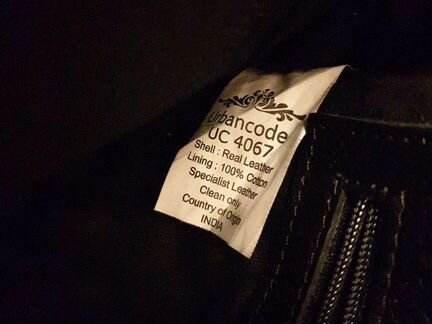 Urbancode
UC 4067
Shell : Real Leather
Lining : 100% Cotton
Specialist Leather
Clean only
Country of Origin
INDIA